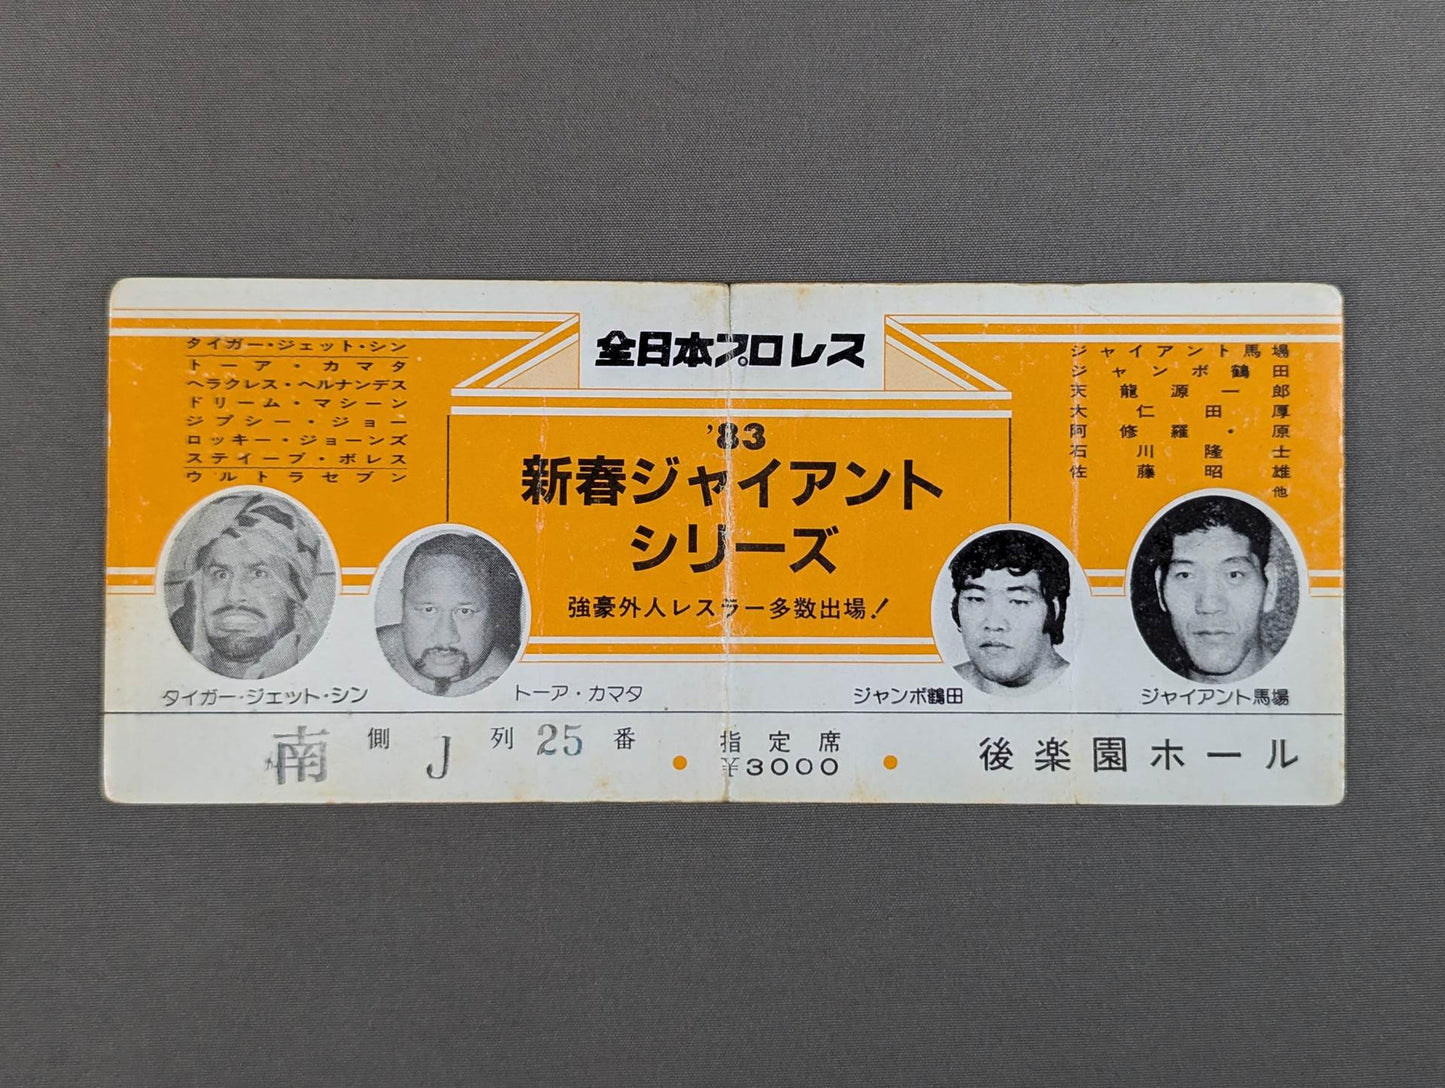 全日本プロレス
タイガー・ジェット・シン
トーア・カマタ
ヘラクレス・ヘルナンデス
ドリーム・マシーン
ジプシー・ジョー
ロッキー・ジョーンズ
ステイーブ・ボレス
ウルトラセブン
'83
新春ジャイアント
シリーズ
強豪外人レスラー多数出場!
ジャイアント馬場
ジャンボ鶴田
天龍源一郎
大仁田厚
阿修羅・原
石川隆士
佐藤昭雄
他
タイガー・ジェット・シン
トーア・カマタ
ジャンボ鶴田
ジャイアント馬場
南側 J列 25番
指定席
¥3000
後楽園ホール